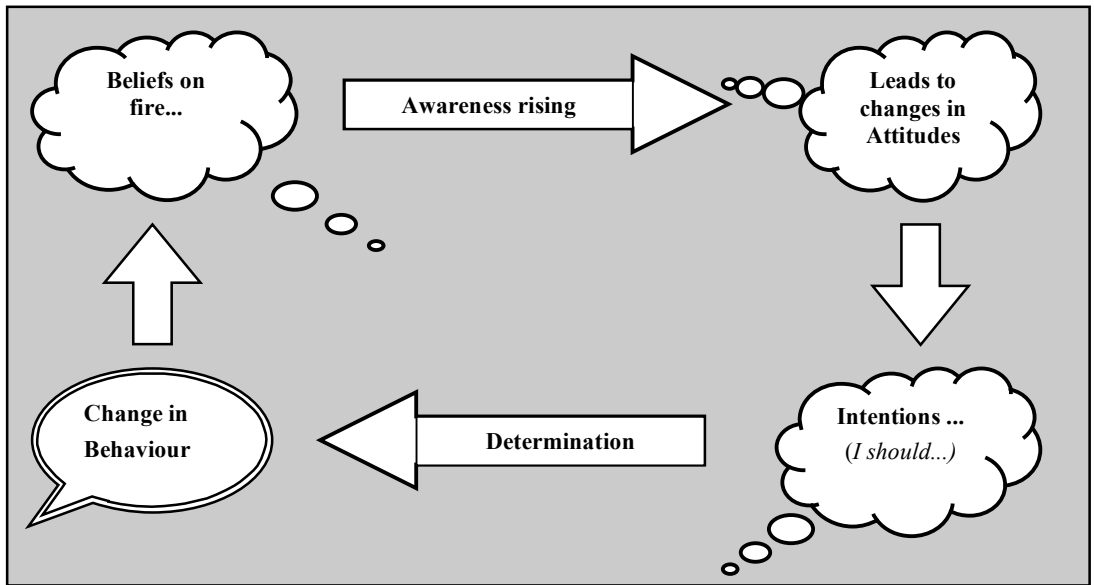 Beliefs on
fire...
Awareness rising
Leads to
changes in
Attitudes
Intentions ...
(I should...)
Determination
Change in
Behaviour